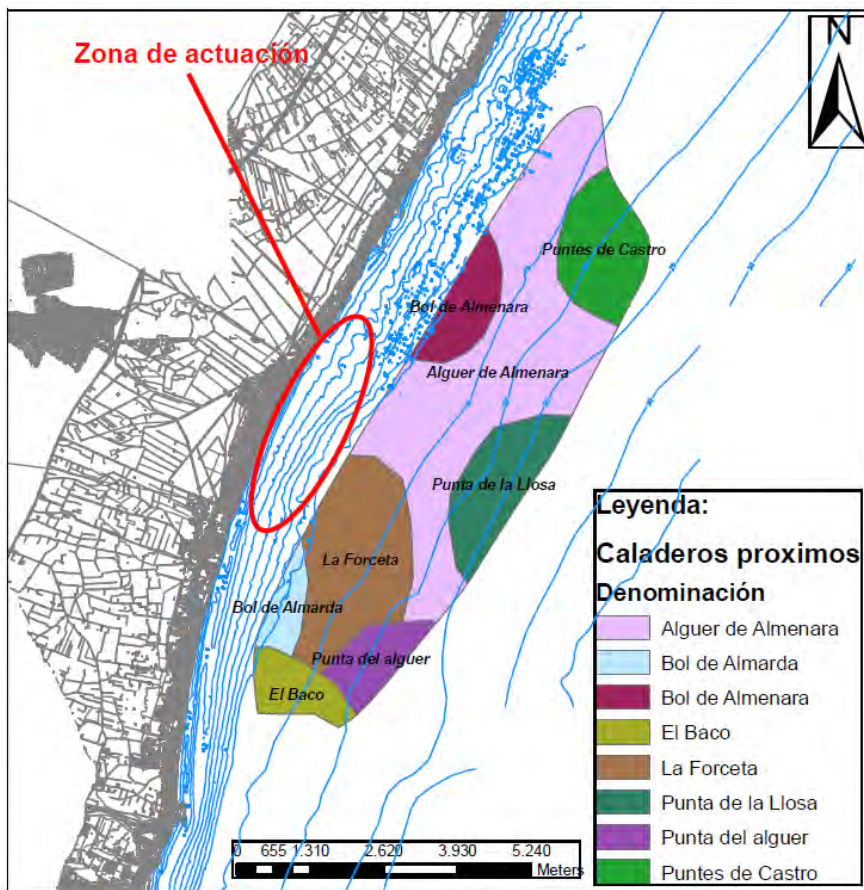 Zona de actuación
N
Puntes de Castro
Bol de Almenara
Alguer de Almenara
Punta de la Llosa
La Forceta
Bol de Almarda
Punta del alguer
El Baco
Leyenda:
Caladeros proximos
Denominación
Alguer de Almenara
Bol de Almarda
Bol de Almenara
El Baco
La Forceta
Punta de la Llosa
Punta del alguer
Puntes de Castro
0 655 1.310 2.620 3.930 5.240
Meters